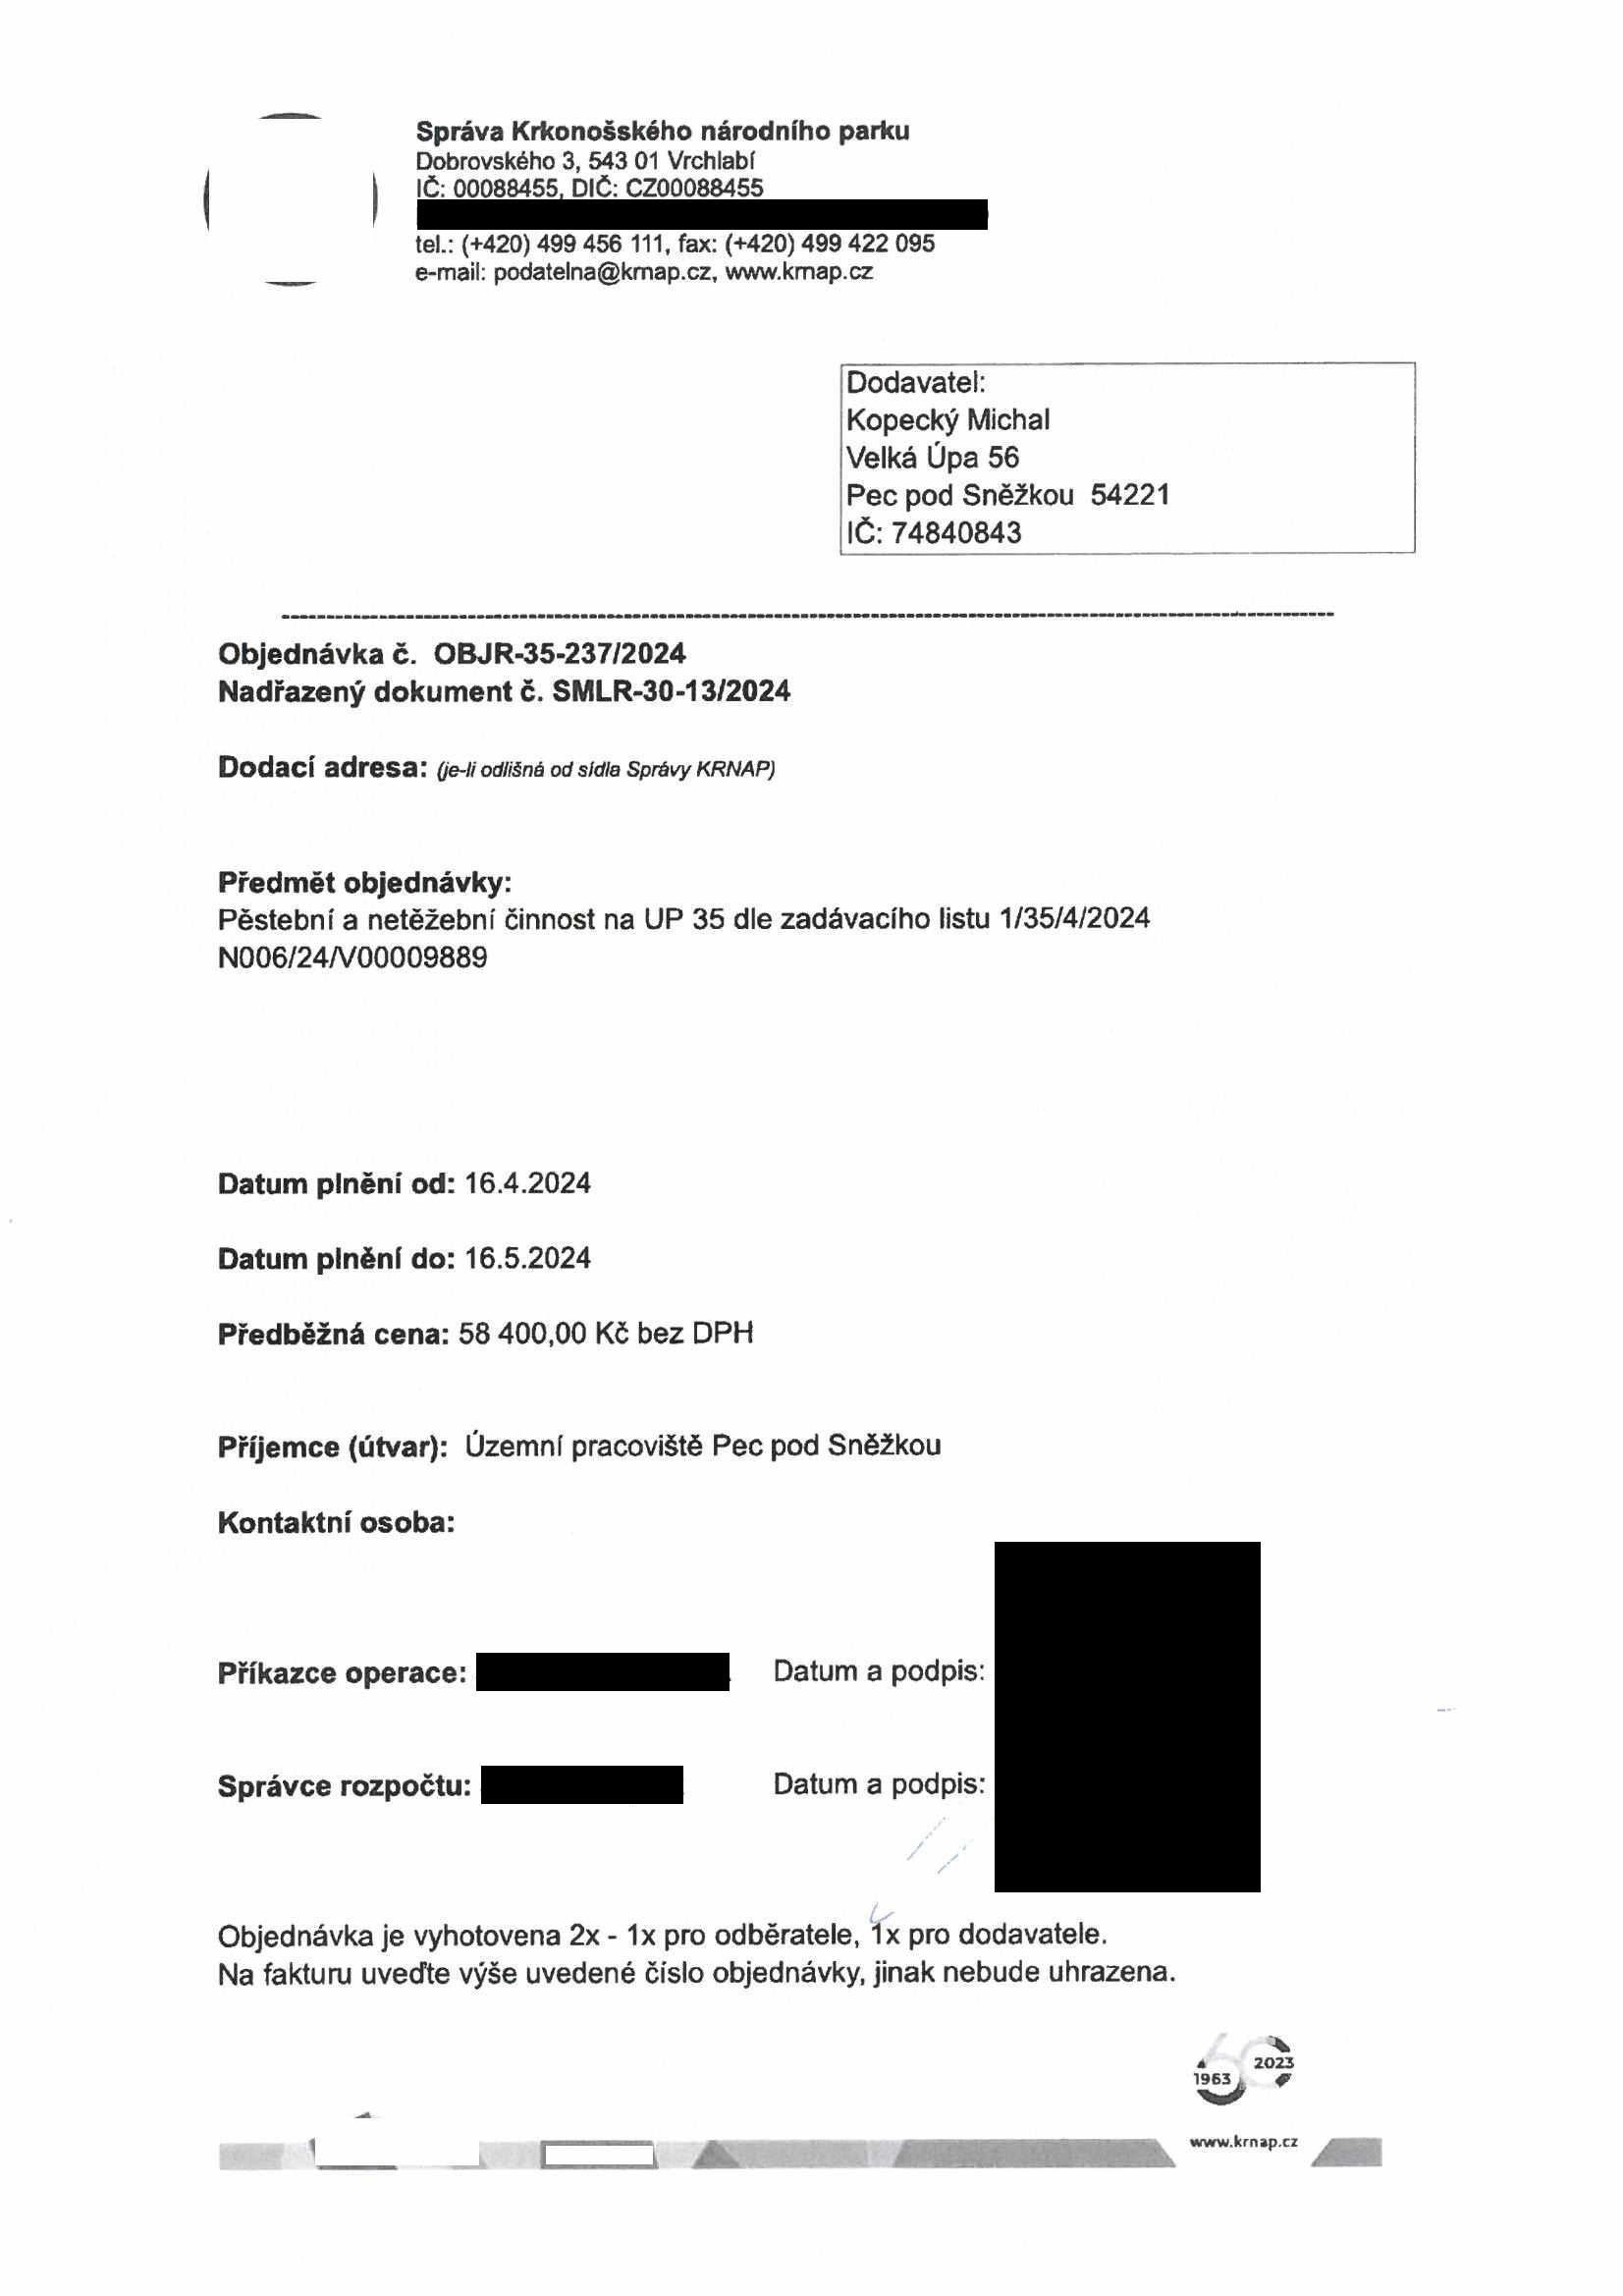 Správa Krkonošského národního parku
Dobrovského 3, 543 01 Vrchlabí
IČ: 00088455, DIČ: CZ00088455
tel.: (+420) 499 456 111, fax: (+420) 499 422 095
e-mail: podatelna@krnap.cz, www.krnap.cz
Dodavatel:
Kopecký Michal
Velká Úpa 56
Pec pod Sněžkou 54221
IČ: 74840843
Objednávka č. OBJR-35-237/2024
Nadřazený dokument č. SMLR-30-13/2024
Dodací adresa: (je-li odlišná od sídla Správy KRNAP)
Předmět objednávky:
Pěstební a netěžební činnost na UP 35 dle zadávacího listu 1/35/4/2024
N006/24/V00009889
Datum plnění od: 16.4.2024
Datum plnění do: 16.5.2024
Předběžná cena: 58 400,00 Kč bez DPH
Příjemce (útvar): Územní pracoviště Pec pod Sněžkou
Kontaktní osoba:
Příkazce operace: Datum a podpis:
Správce rozpočtu: Datum a podpis:
Objednávka je vyhotovena 2x - 1x pro odběratele, 1x pro dodavatele.
Na fakturu uveďte výše uvedené číslo objednávky, jinak nebude uhrazena.
60
1963 2023
www.krnap.cz